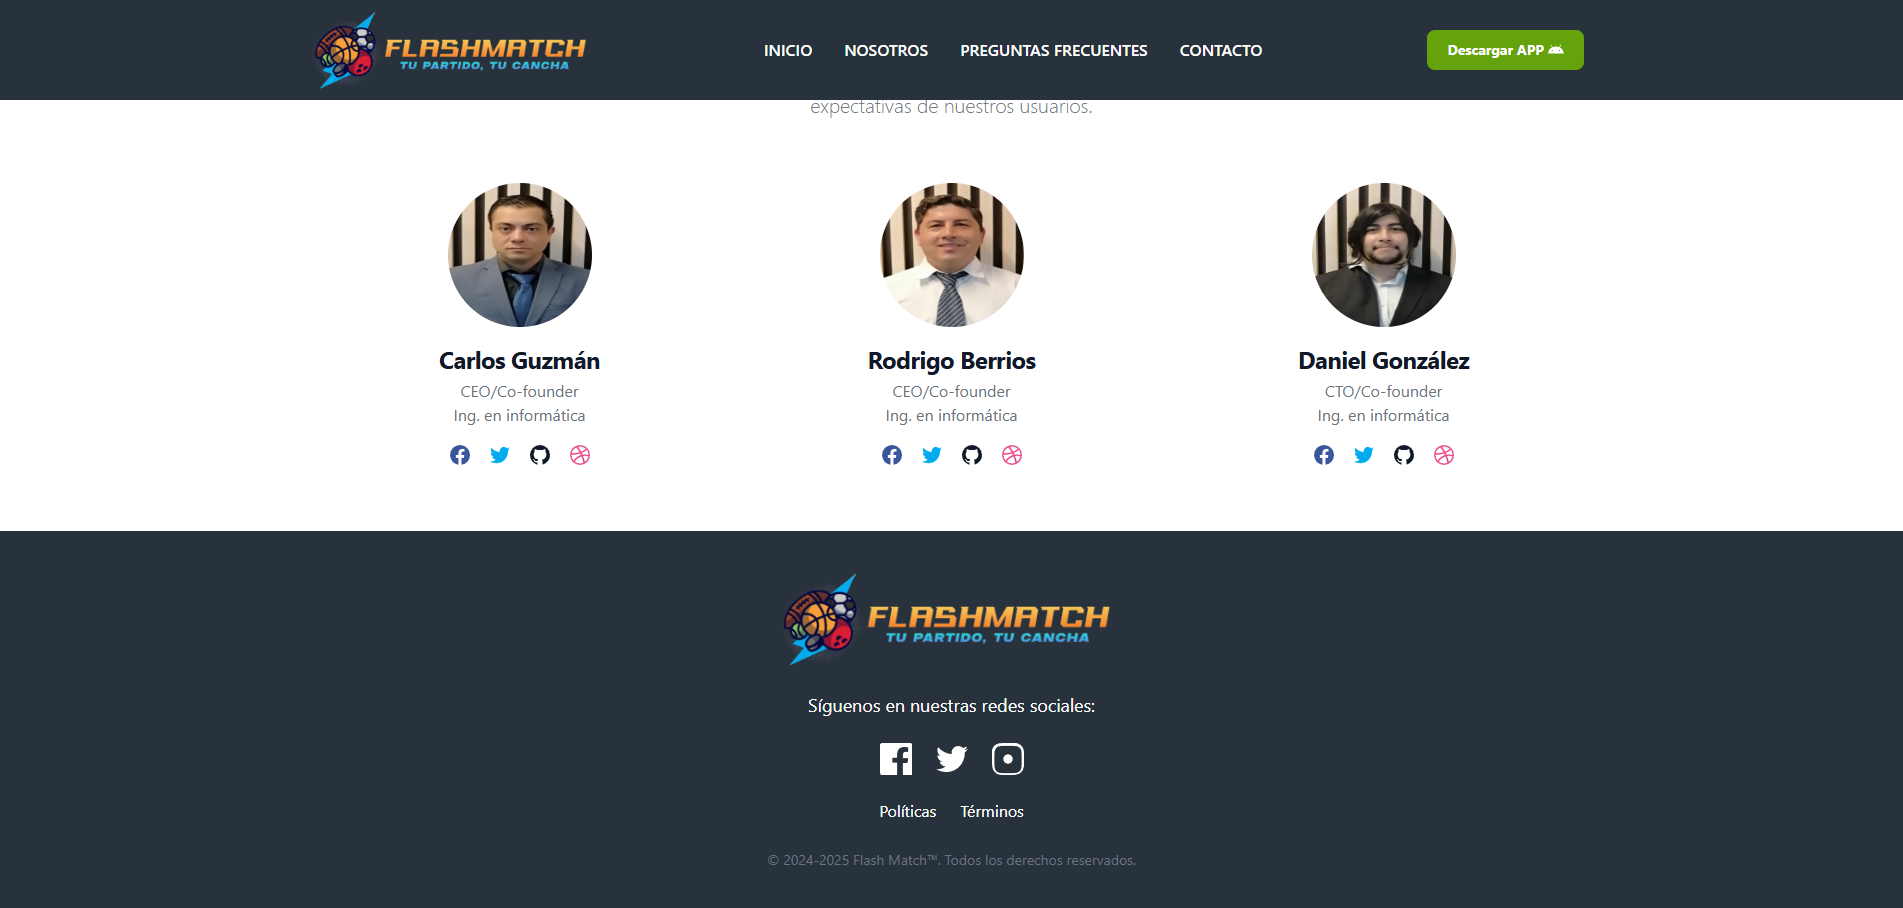 FLASHMATCH
TU PARTIDO, TU CANCHA
INICIO NOSOTROS PREGUNTAS FRECUENTES CONTACTO
Descargar APP
expectativas de nuestros usuarios.
Carlos Guzmán
CEO/Co-founder
Ing. en informática
Rodrigo Berrios
CEO/Co-founder
Ing. en informática
Daniel González
CTO/Co-founder
Ing. en informática
FLASHMATCH
TU PARTIDO, TU CANCHA
Síguenos en nuestras redes sociales:
Políticas Términos
© 2024-2025 Flash Match™. Todos los derechos reservados.